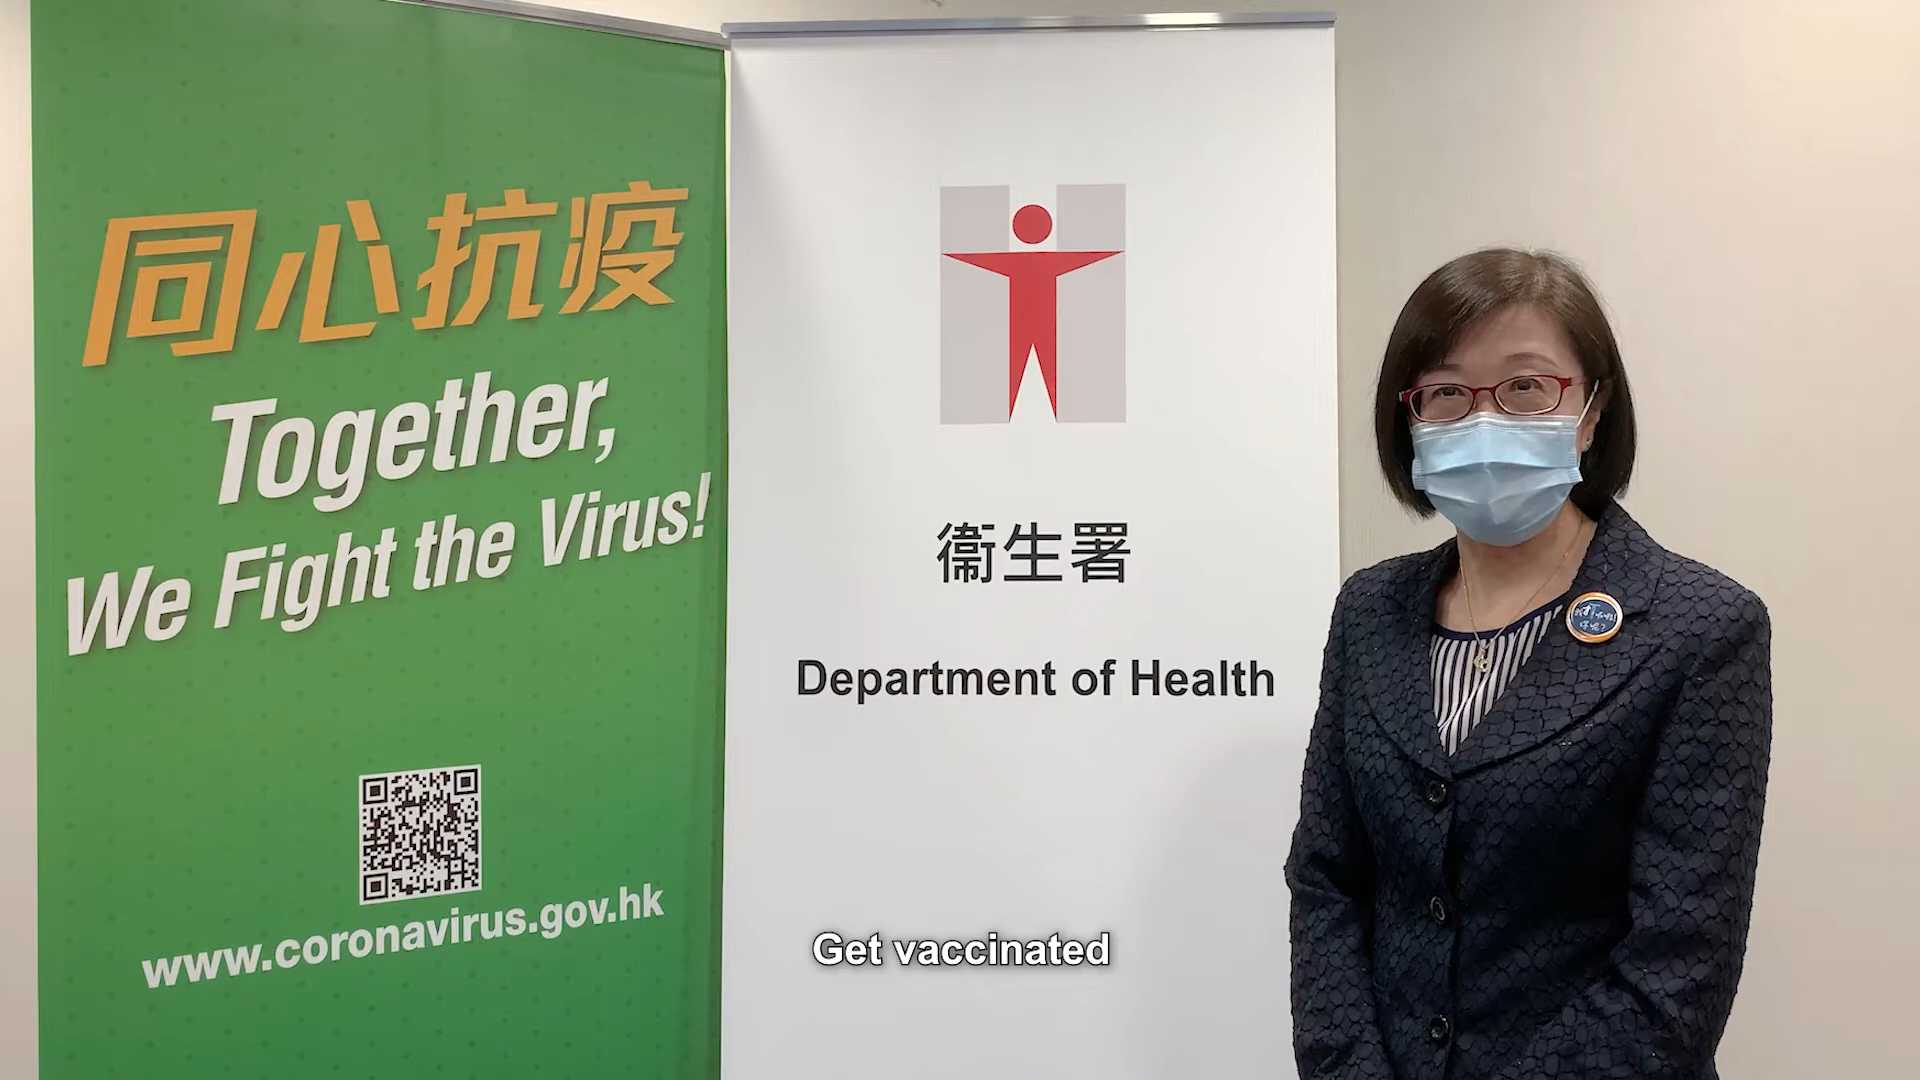 同心抗疫
Together,
We Fight the Virus!
www.coronavirus.gov.hk
衞生署
Department of Health
Get vaccinated